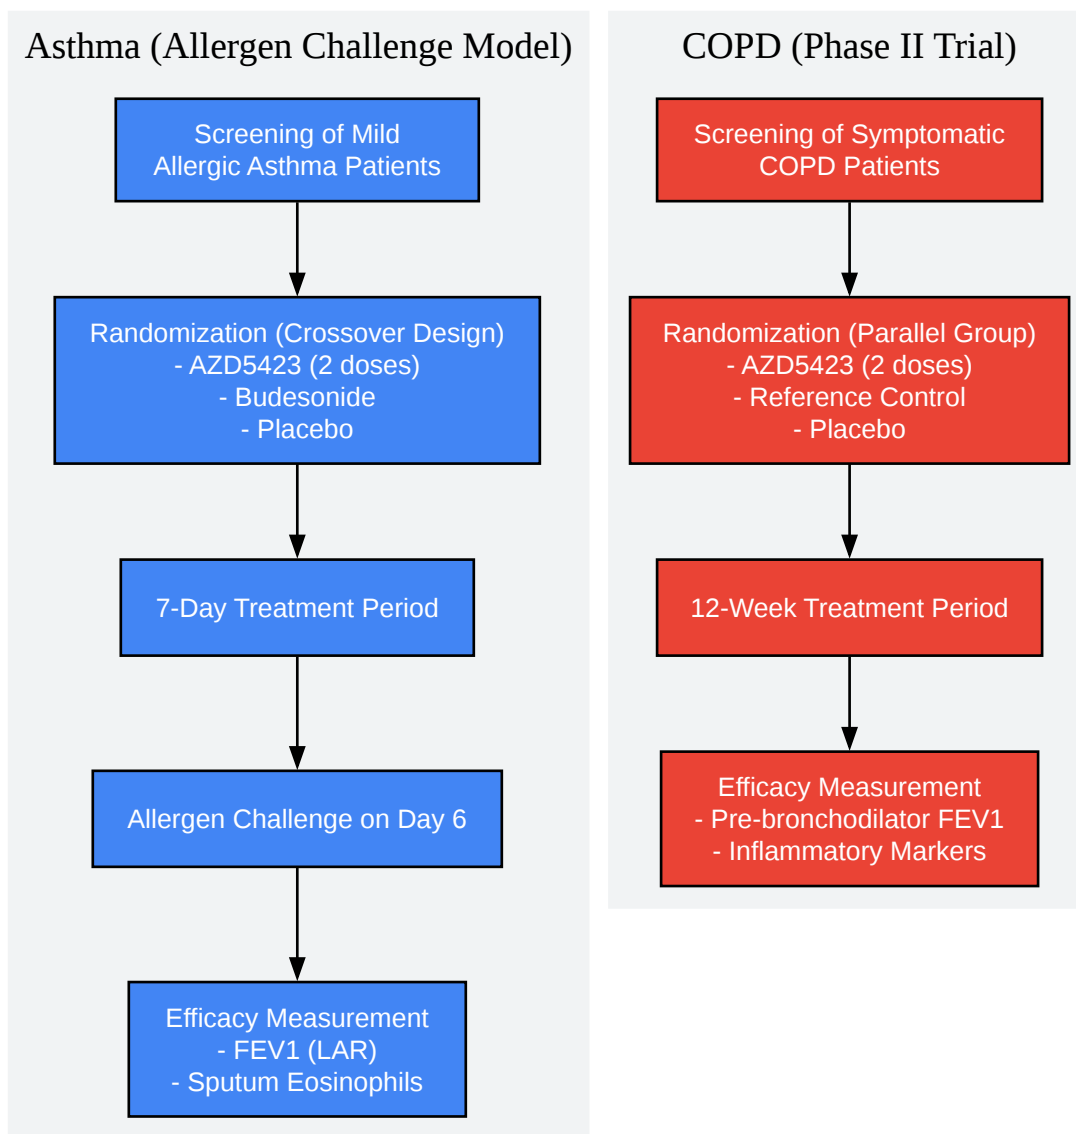 Asthma (Allergen Challenge Model)
Screening of Mild
Allergic Asthma Patients
Randomization (Crossover Design)
- AZD5423 (2 doses)
- Budesonide
- Placebo
7-Day Treatment Period
Allergen Challenge on Day 6
Efficacy Measurement
- FEV1 (LAR)
- Sputum Eosinophils
COPD (Phase II Trial)
Screening of Symptomatic
COPD Patients
Randomization (Parallel Group)
- AZD5423 (2 doses)
- Reference Control
- Placebo
12-Week Treatment Period
Efficacy Measurement
- Pre-bronchodilator FEV1
- Inflammatory Markers